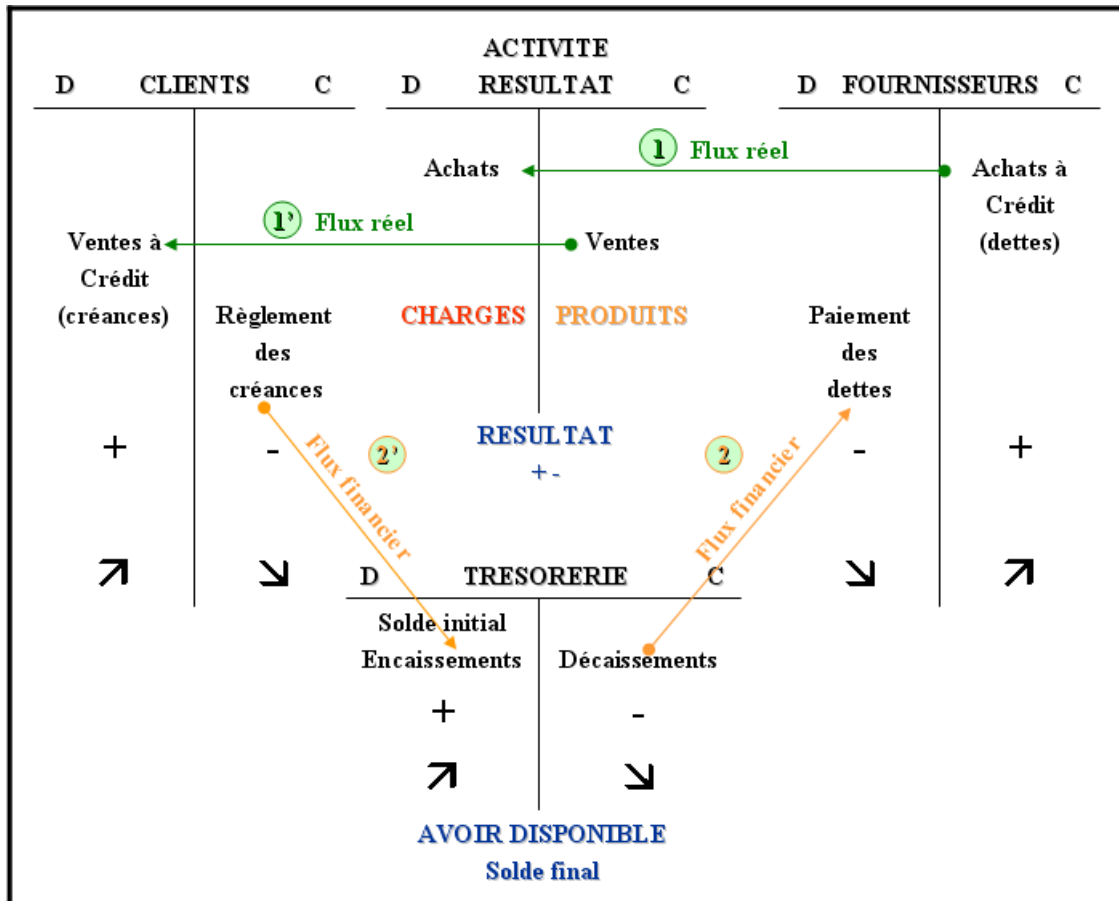 ACTIVITE
D CLIENTS C
D RESULTAT C
D FOURNISSEURS C
1 Flux réel
Achats
Achats à
Crédit
(dettes)
1’ Flux réel
Ventes à
Crédit
(créances)
Ventes
Règlement
des
créances
CHARGES PRODUITS
Paiement
des
dettes
+
-
2’
Flux financier
RESULTAT
+ -
2
Flux financier
-
+
D TRESORERIE C
Solde initial
Encaissements
Décaissements
+
-
AVOIR DISPONIBLE
Solde final